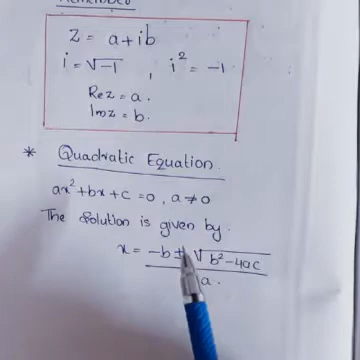 Remember
z = a+ib
i = √-1 , i² = -1
Re z = a.
Im z = b.
* Quadratic Equation.
ax²+bx+c =0, a≠0
The Solution is given by.
x = -b ± √b²-4ac
a.